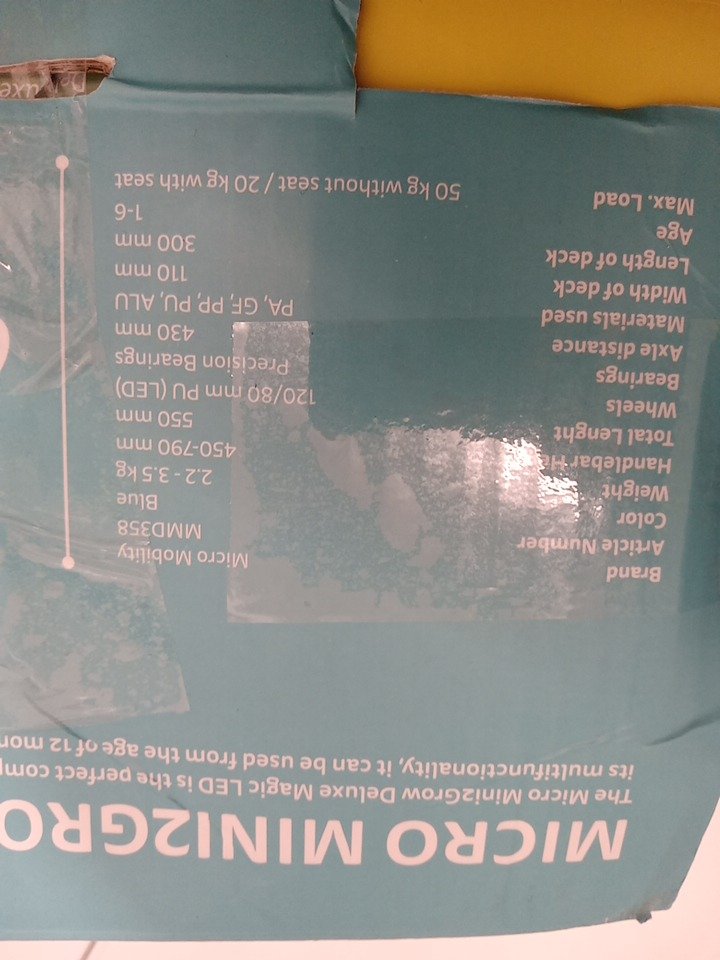 MICRO MINI2GRO
The Micro Mini2Grow Deluxe Magic LED is the perfect comp
its multifunctionality, it can be used from the age of 12 mon
Brand Micro Mobility
Article Number MMD358
Color Blue
Weight 2.2 - 3.5 kg
Handlebar He 450-790 mm
Total Lenght 550 mm
Wheels 120/80 mm PU (LED)
Bearings Precision Bearings
Axle distance 430 mm
Materials used PA, GF, PP, PU, ALU
Width of deck 110 mm
Length of deck 300 mm
Age 1-6
Max. Load 50 kg without seat / 20 kg with seat